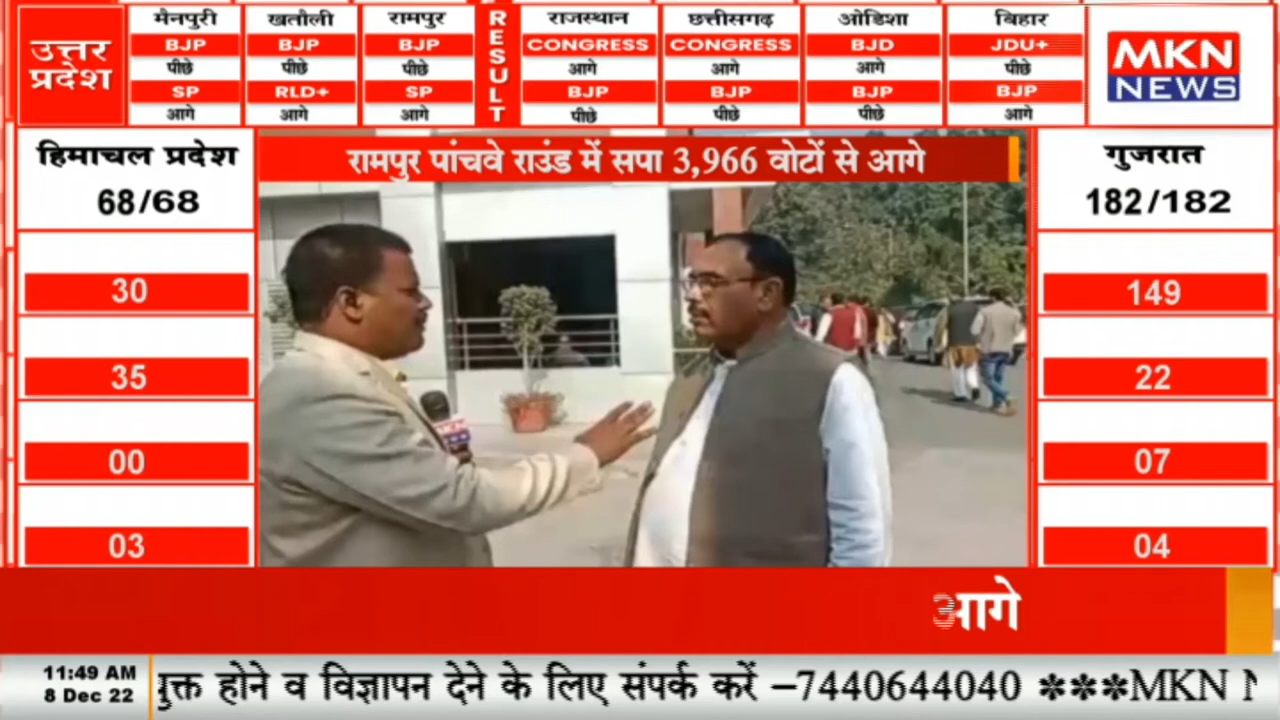 उत्तर
प्रदेश
मैनपुरी
BJP
पीछे
SP
आगे
खतौली
BJP
पीछे
RLD+
आगे
रामपुर
BJP
पीछे
SP
आगे
RESULT
राजस्थान
CONGRESS
आगे
BJP
पीछे
छत्तीसगढ़
CONGRESS
आगे
BJP
पीछे
ओडिशा
BJD
आगे
BJP
पीछे
बिहार
JDU+
पीछे
BJP
आगे
MKN
NEWS
हिमाचल प्रदेश
68/68
30
35
00
03
रामपुर पांचवे राउंड में सपा 3,966 वोटों से आगे
MKN
गुजरात
182/182
149
22
07
04
आगे
11:49 AM
8 Dec 22
युक्त होने व विज्ञापन देने के लिए संपर्क करें –7440644040 ***MKN